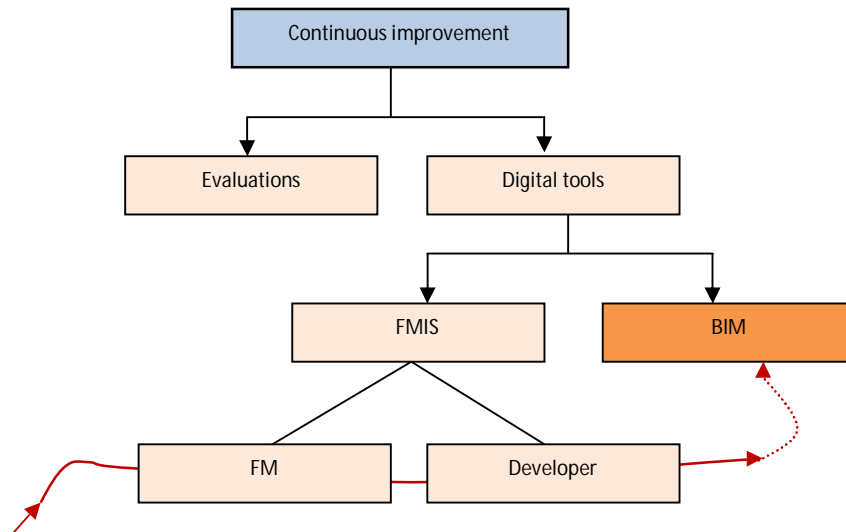 Continuous improvement
Evaluations
Digital tools
FMIS
BIM
FM
Developer